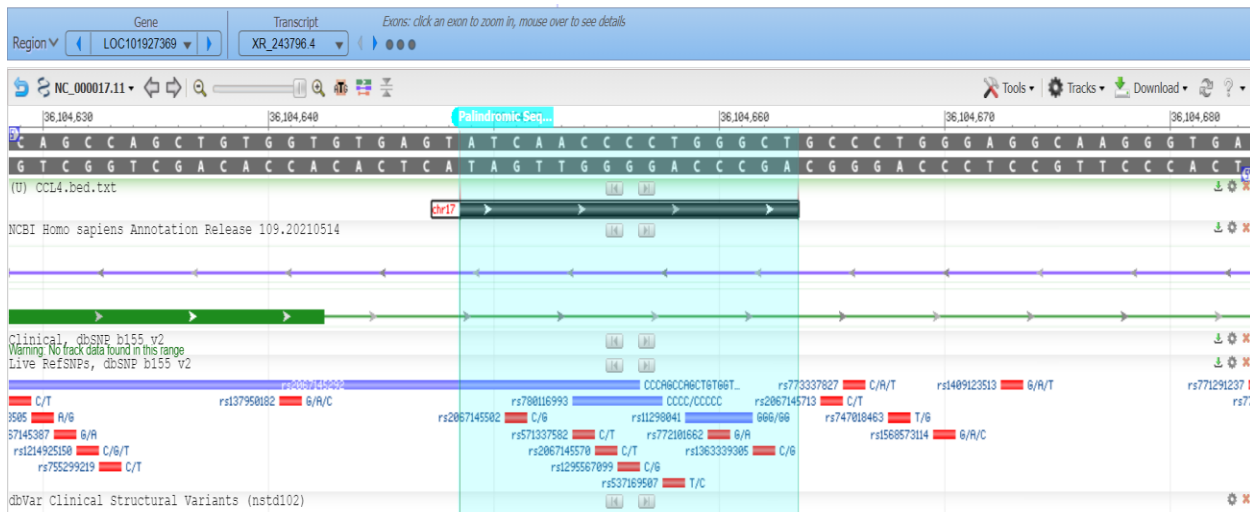 Gene
Transcript
Exons: click an exon to zoom in, mouse over to see details
Region
LOC101927369
XR_243796.4
NC_000017.11
Tools
Tracks
Download
?
36,104,630
36,104,640
Palindromic Seq...
36,104,660
36,104,670
36,104,680
C A G C C A G C T G T G G T G T G A G T A T C A A C C C C T G G G C T G C C C T G G G A G G C A A G G G T G A
G T C G G T C G A C A C C A C A C T C A T A G T T G G G G A C C C G A C G G G A C C C T C C G T T C C C A C T
(U) CCL4.bed.txt
chr17
NCBI Homo sapiens Annotation Release 109.20210514
Clinical, dbSNP b155 v2
Warning: No track data found in this range
Live RefSNPs, dbSNP b155 v2
rs2067145292 CCCAGCCAGCTGTGGT... rs773337827 C/A/T rs1409123513 G/A/T rs771291237
C/T rs137950182 G/A/C rs780116993 CCCC/CCCCC rs2067145713 C/T
3505 A/G rs2067145502 C/G rs11298041 GGG/GG rs747018463 T/G
67145387 G/A rs571337582 C/T rs772101662 G/A rs1568573114 G/A/C
rs1214925150 C/G/T rs2067145570 C/T rs1363339305 C/G
rs755299219 C/T rs1295567099 C/G
rs537169507 T/C
dbVar Clinical Structural Variants (nstd102)